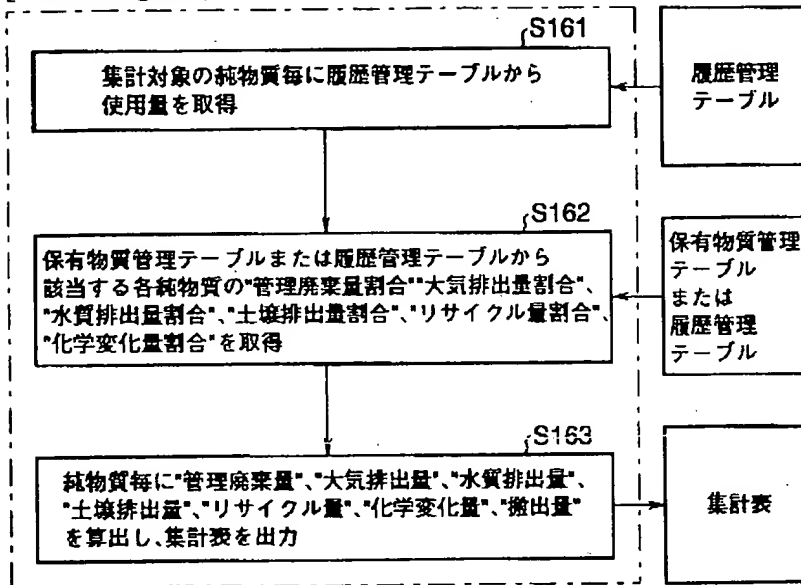 S161
集計対象の純物質毎に履歴管理テーブルから
使用量を取得
履歴管理
テーブル
S162
保有物質管理テーブルまたは履歴管理テーブルから
該当する各純物質の"管理廃棄量割合""大気排出量割合"、
"水質排出量割合"、"土壌排出量割合"、"リサイクル量割合"、
"化学変化量割合"を取得
保有物質管理
テーブル
または
履歴管理
テーブル
S163
純物質毎に"管理廃棄量"、"大気排出量"、"水質排出量"、
"土壌排出量"、"リサイクル量"、"化学変化量"、"搬出量"
を算出し、集計表を出力
集計表